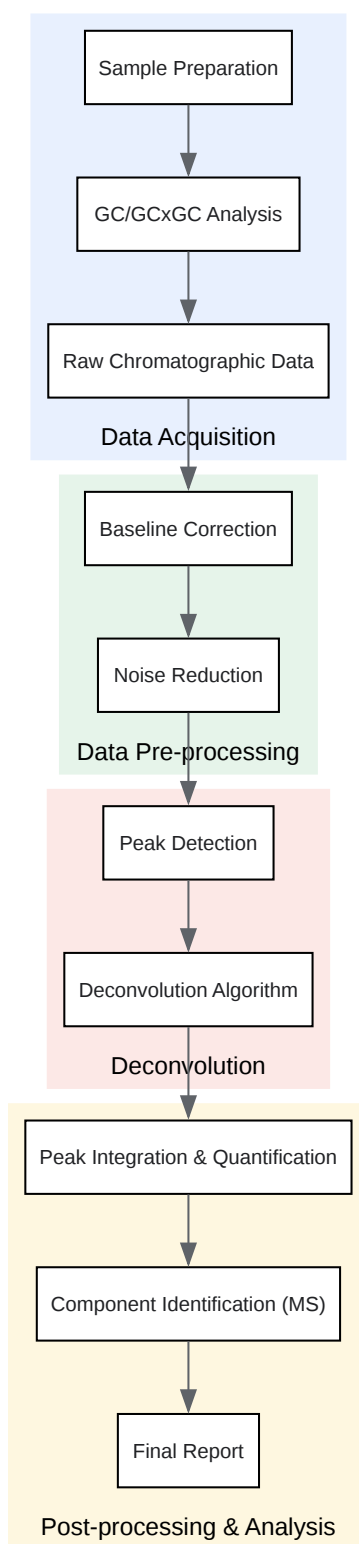 Sample Preparation
GC/GCxGC Analysis
Raw Chromatographic Data
Data Acquisition
Baseline Correction
Noise Reduction
Data Pre-processing
Peak Detection
Deconvolution Algorithm
Deconvolution
Peak Integration & Quantification
Component Identification (MS)
Final Report
Post-processing & Analysis